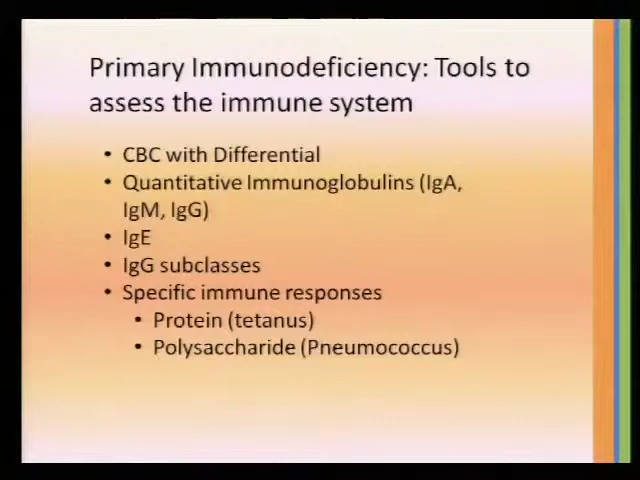 Primary Immunodeficiency: Tools to
assess the immune system
• CBC with Differential
• Quantitative Immunoglobulins (IgA,
IgM, IgG)
• IgE
• IgG subclasses
• Specific immune responses
• Protein (tetanus)
• Polysaccharide (Pneumococcus)